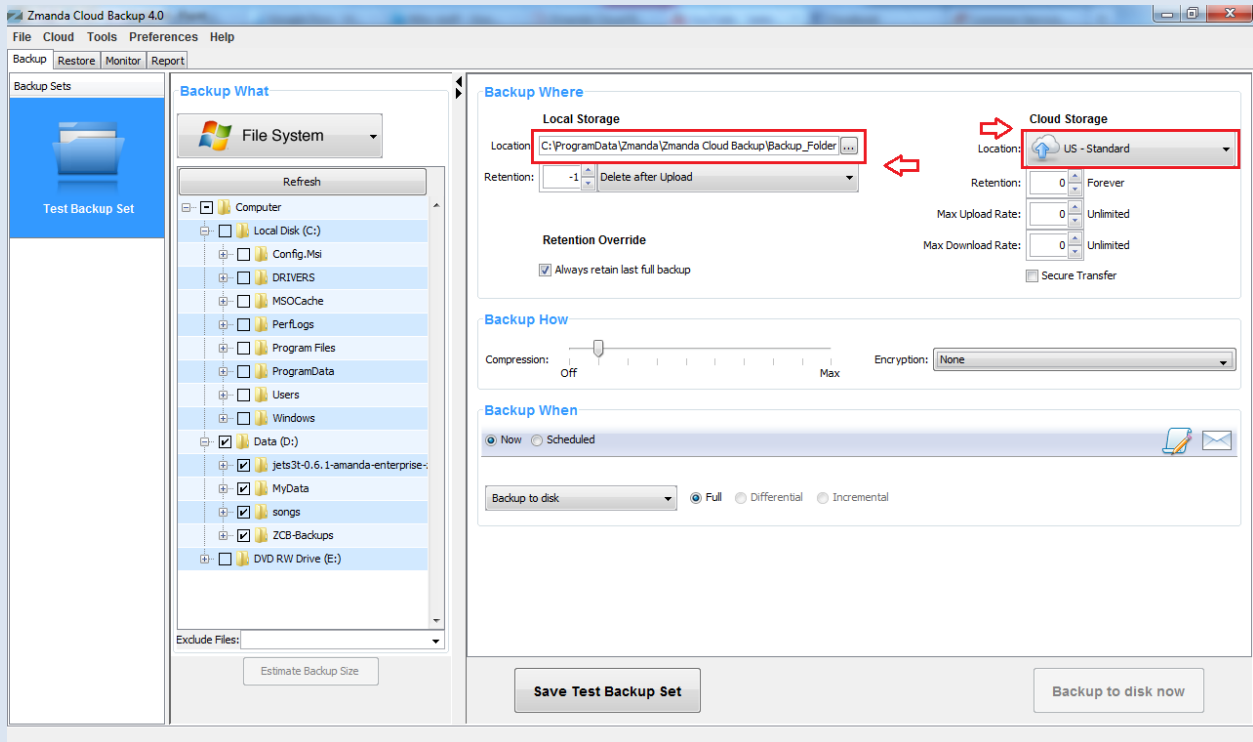 Zmanda Cloud Backup 4.0
File Cloud Tools Preferences Help
Backup Restore Monitor Report
Backup Sets
Test Backup Set
Backup What
File System
Refresh
Computer
Local Disk (C:)
Config.Msi
DRIVERS
MSOCache
PerfLogs
Program Files
ProgramData
Users
Windows
Data (D:)
jets3t-0.6.1-amanda-enterprise-
MyData
songs
ZCB-Backups
DVD RW Drive (E:)
Exclude Files:
Estimate Backup Size
Backup Where
Local Storage
Location: C:\ProgramData\Zmanda\Zmanda Cloud Backup\Backup_Folder ...
Retention: -1 Delete after Upload
Retention Override
Always retain last full backup
Cloud Storage
Location: US - Standard
Retention: 0 Forever
Max Upload Rate: 0 Unlimited
Max Download Rate: 0 Unlimited
Secure Transfer
Backup How
Compression: Off Max
Encryption: None
Backup When
Now Scheduled
Backup to disk Full Differential Incremental
Save Test Backup Set
Backup to disk now